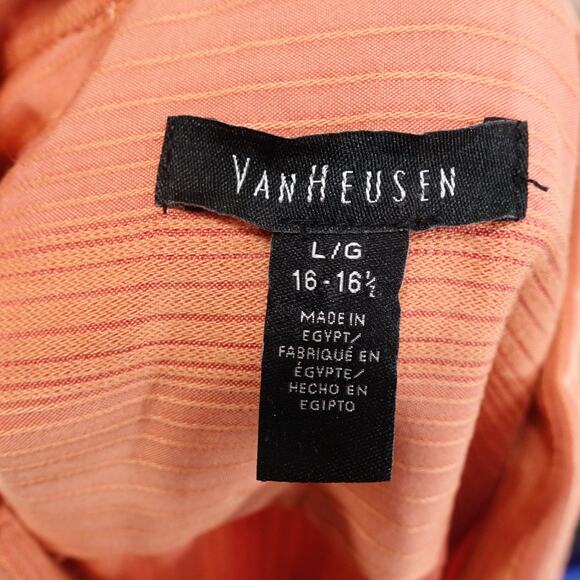 VANHEUSEN
L/G
16-16½
MADE IN
EGYPT/
FABRIQUÉ EN
ÉGYPTE/
HECHO EN
EGIPTO